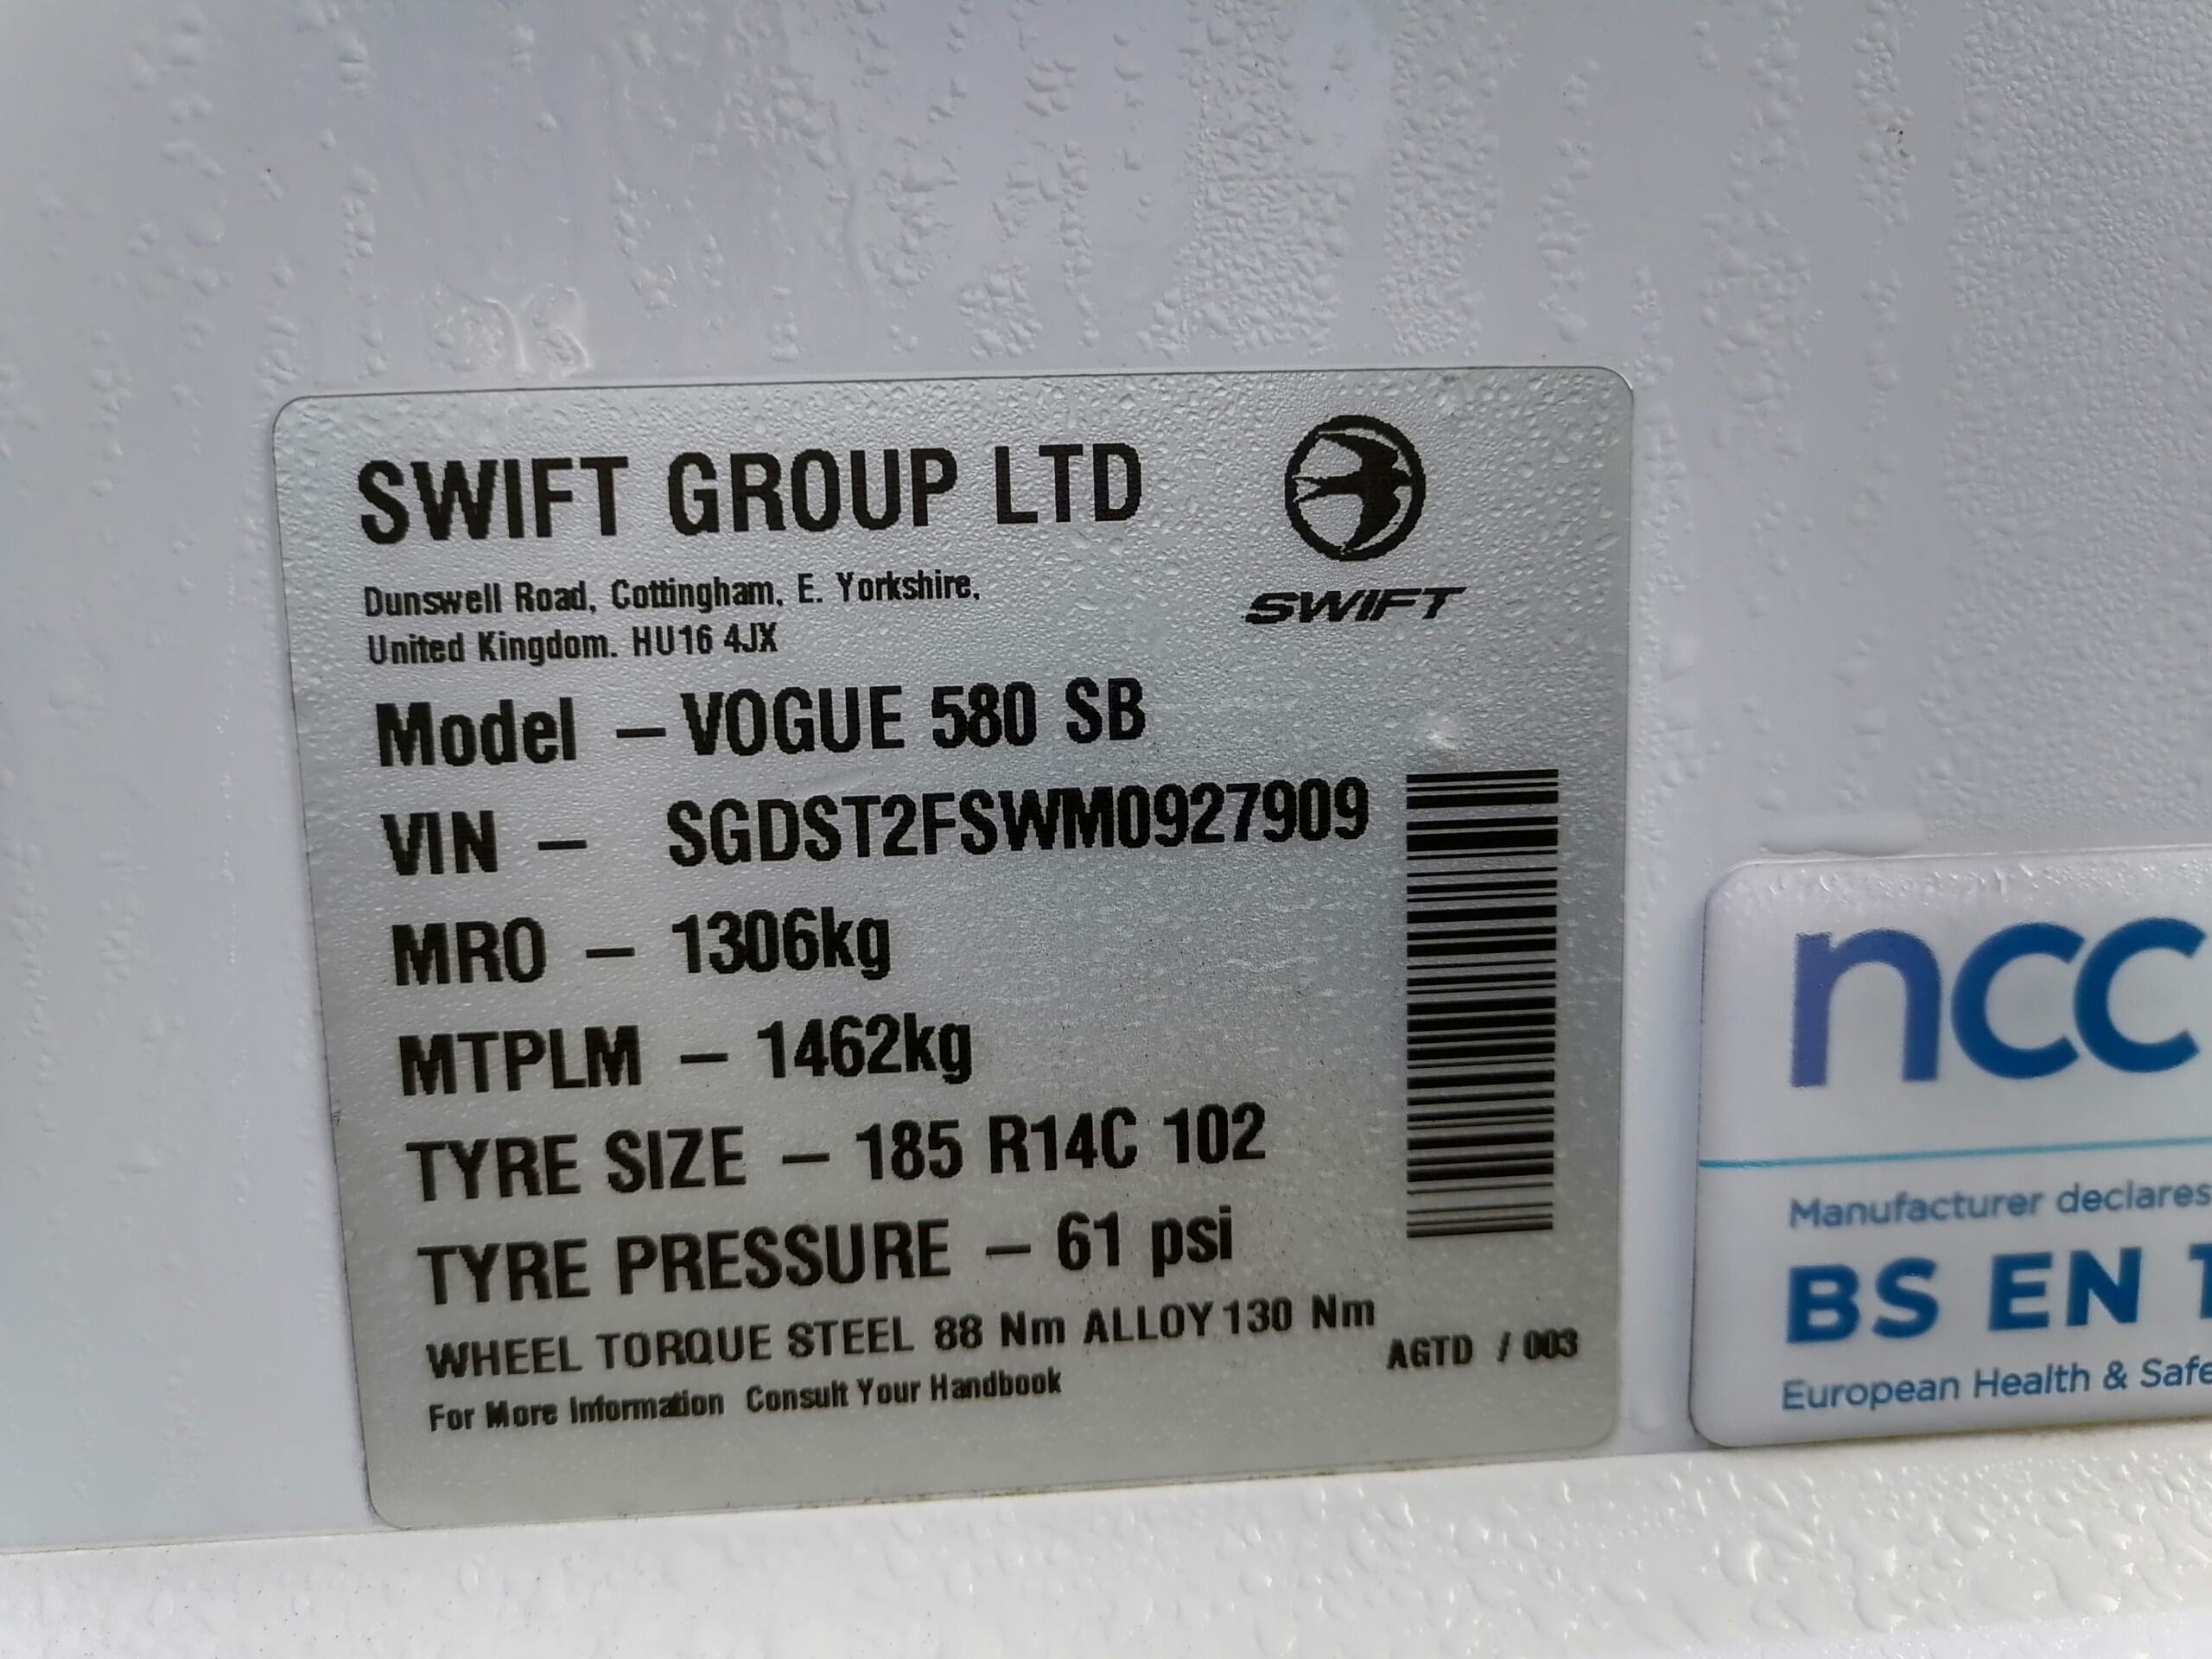 SWIFT GROUP LTD
SWIFT
Dunswell Road, Cottingham, E. Yorkshire,
United Kingdom. HU16 4JX
Model – VOGUE 580 SB
VIN – SGDST2FSWM0927909
MRO – 1306kg
MTPLM – 1462kg
TYRE SIZE – 185 R14C 102
TYRE PRESSURE – 61 psi
WHEEL TORQUE STEEL 88 Nm ALLOY 130 Nm
AGTD / 003
For More Information Consult Your Handbook
ncc
Manufacturer declares
BS EN 1
European Health & Safe